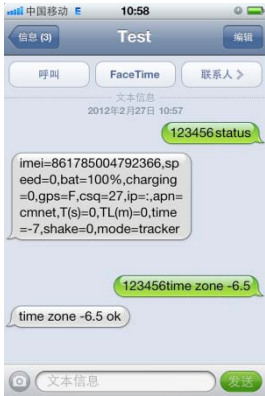 中国移动 E 10:58
信息 (3) Test 编辑
呼叫 FaceTime 联系人
文本信息
2012年2月27日 10:57
123456status
imei=861785004792366,sp
eed=0,bat=100%,charging
=0,gps=F,csq=27,ip=:,apn=
cmnet,T(s)=0,TL(m)=0,time
=-7,shake=0,mode=tracker
123456time zone -6.5
time zone -6.5 ok
文本信息 发送